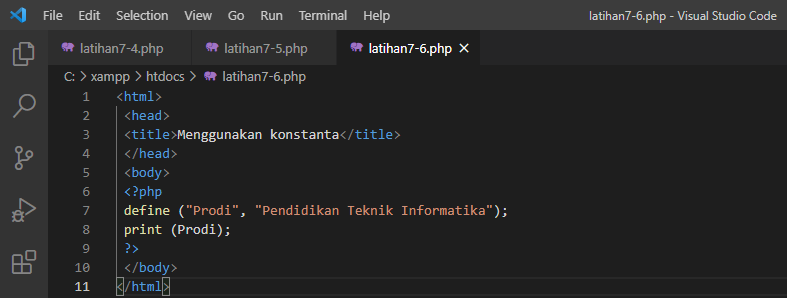 File Edit Selection View Go Run Terminal Help latihan7-6.php - Visual Studio Code
latihan7-4.php latihan7-5.php latihan7-6.php
C: > xampp > htdocs > latihan7-6.php
1 <html>
2 <head>
3 <title>Menggunakan konstanta</title>
4 </head>
5 <body>
6 <?php
7 define ("Prodi", "Pendidikan Teknik Informatika");
8 print (Prodi);
9 ?>
10 </body>
11 </html>